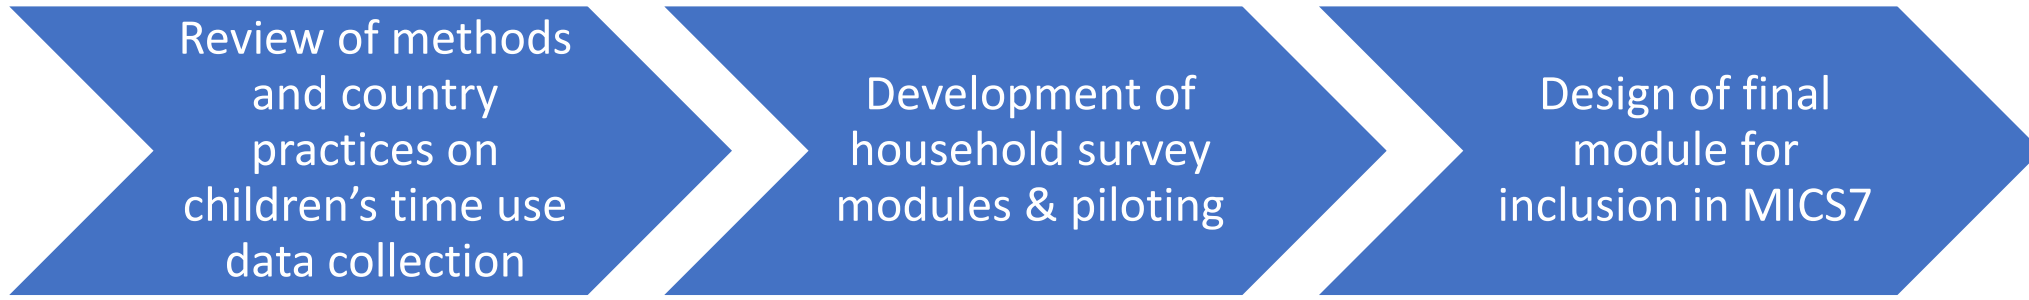 Review of methods
and country
practices on
children’s time use
data collection
Development of
household survey
modules & piloting
Design of final
module for
inclusion in MICS7